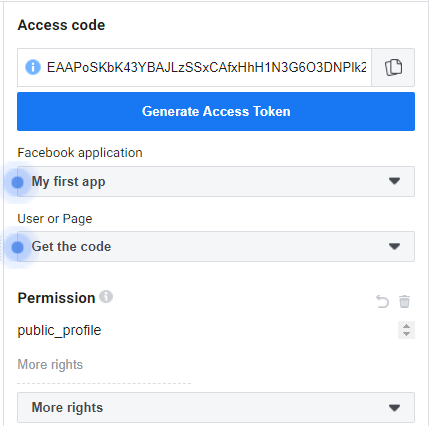 Access code
EAAPoSKbK43YBAJLzSSxCAfxHhH1N3G6O3DNPlk2
Generate Access Token
Facebook application
My first app
User or Page
Get the code
Permission
public_profile
More rights
More rights